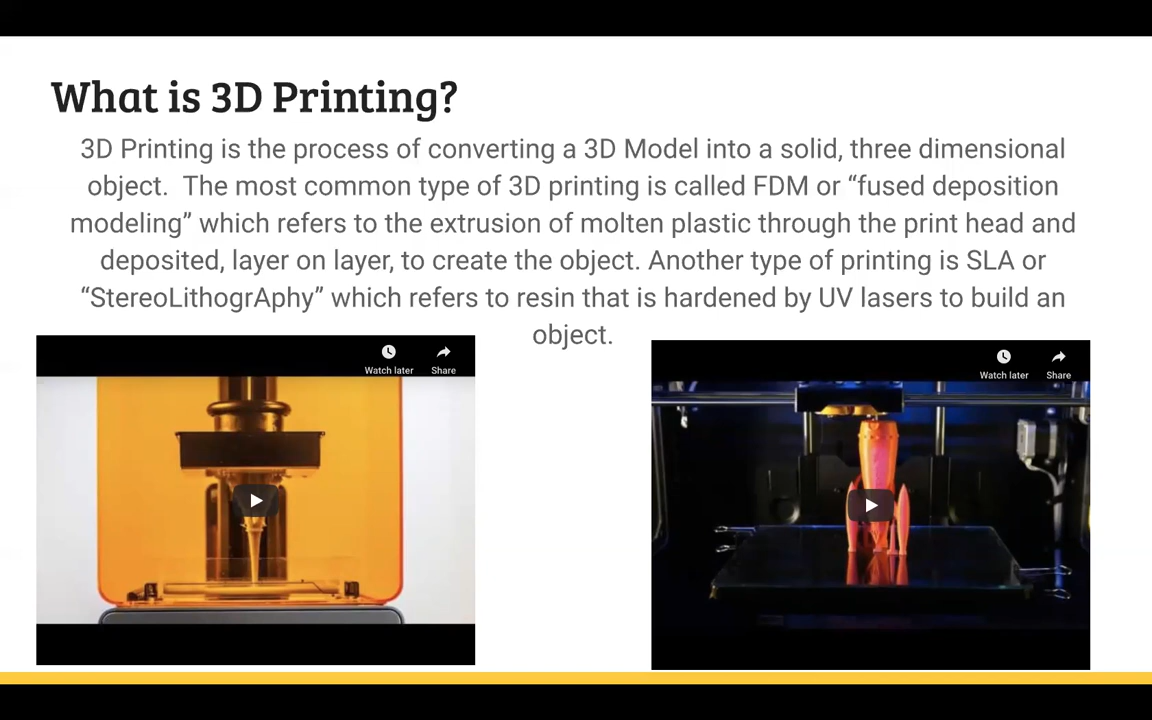 What is 3D Printing?
3D Printing is the process of converting a 3D Model into a solid, three dimensional
object.  The most common type of 3D printing is called FDM or “fused deposition
modeling” which refers to the extrusion of molten plastic through the print head and
deposited, layer on layer, to create the object. Another type of printing is SLA or
“StereoLithogrAphy” which refers to resin that is hardened by UV lasers to build an
object.
Watch later
Share
Watch later
Share